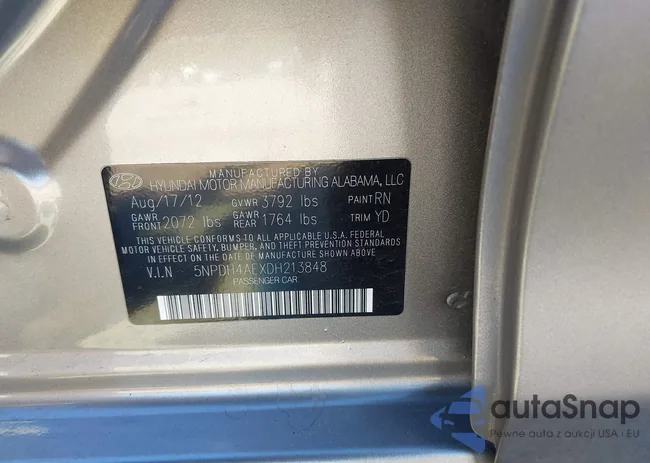 MANUFACTURED BY
HYUNDAI MOTOR MANUFACTURING ALABAMA, LLC
Aug/17/12 GVWR 3792 lbs PAINT RN
GAWR FRONT 2072 lbs GAWR REAR 1764 lbs TRIM YD
THIS VEHICLE CONFORMS TO ALL APPLICABLE U.S.A. FEDERAL
MOTOR VEHICLE SAFETY, BUMPER, AND THEFT PREVENTION STANDARDS
IN EFFECT ON THE DATE OF MANUFACTURE SHOWN ABOVE
V.I.N 5NPDH4AEXDH213848
PASSENGER CAR
autaSnap
Pewne auta z aukcji USA i EU